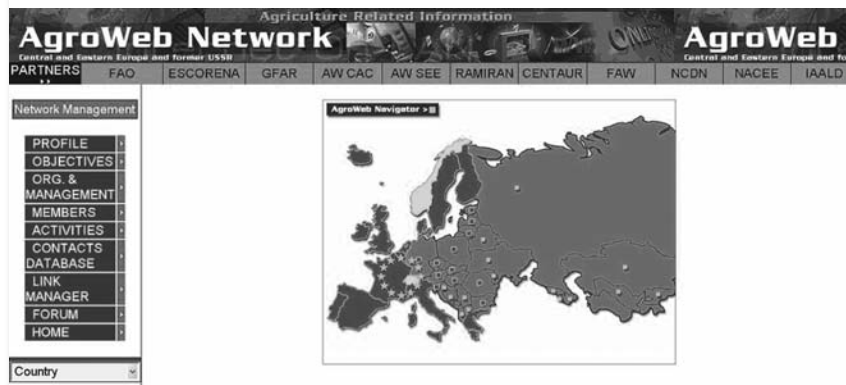 Agriculture Related Information
AgroWeb Network
ONLINE
AgroWeb
Central and Eastern Europe and former USSR
Central and Eastern Europe and fo
PARTNERS FAO ESCORENA GFAR AW CAC AW SEE RAMIRAN CENTAUR FAW NCDN NACEE IAALD
Network Management
AgroWeb Navigator >
PROFILE
OBJECTIVES
ORG. &
MANAGEMENT
MEMBERS
ACTIVITIES
CONTACTS
DATABASE
LINK
MANAGER
FORUM
HOME
Country